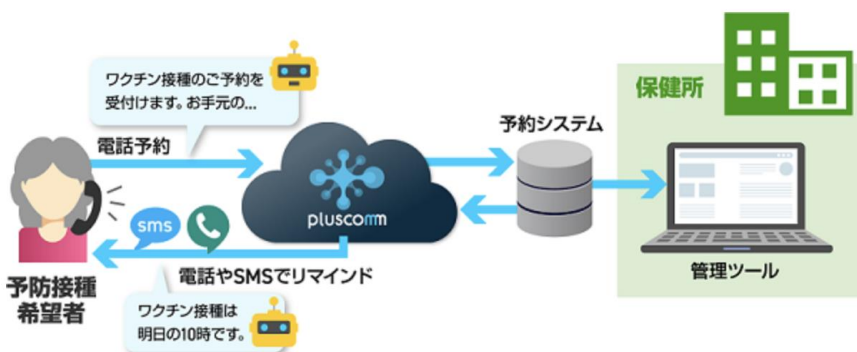 ワクチン接種のご予約を
受付けます。お手元の...
電話予約
sms
pluscomm
電話やSMSでリマインド
ワクチン接種は
明日の10時です。
予防接種
希望者
予約システム
保健所
管理ツール